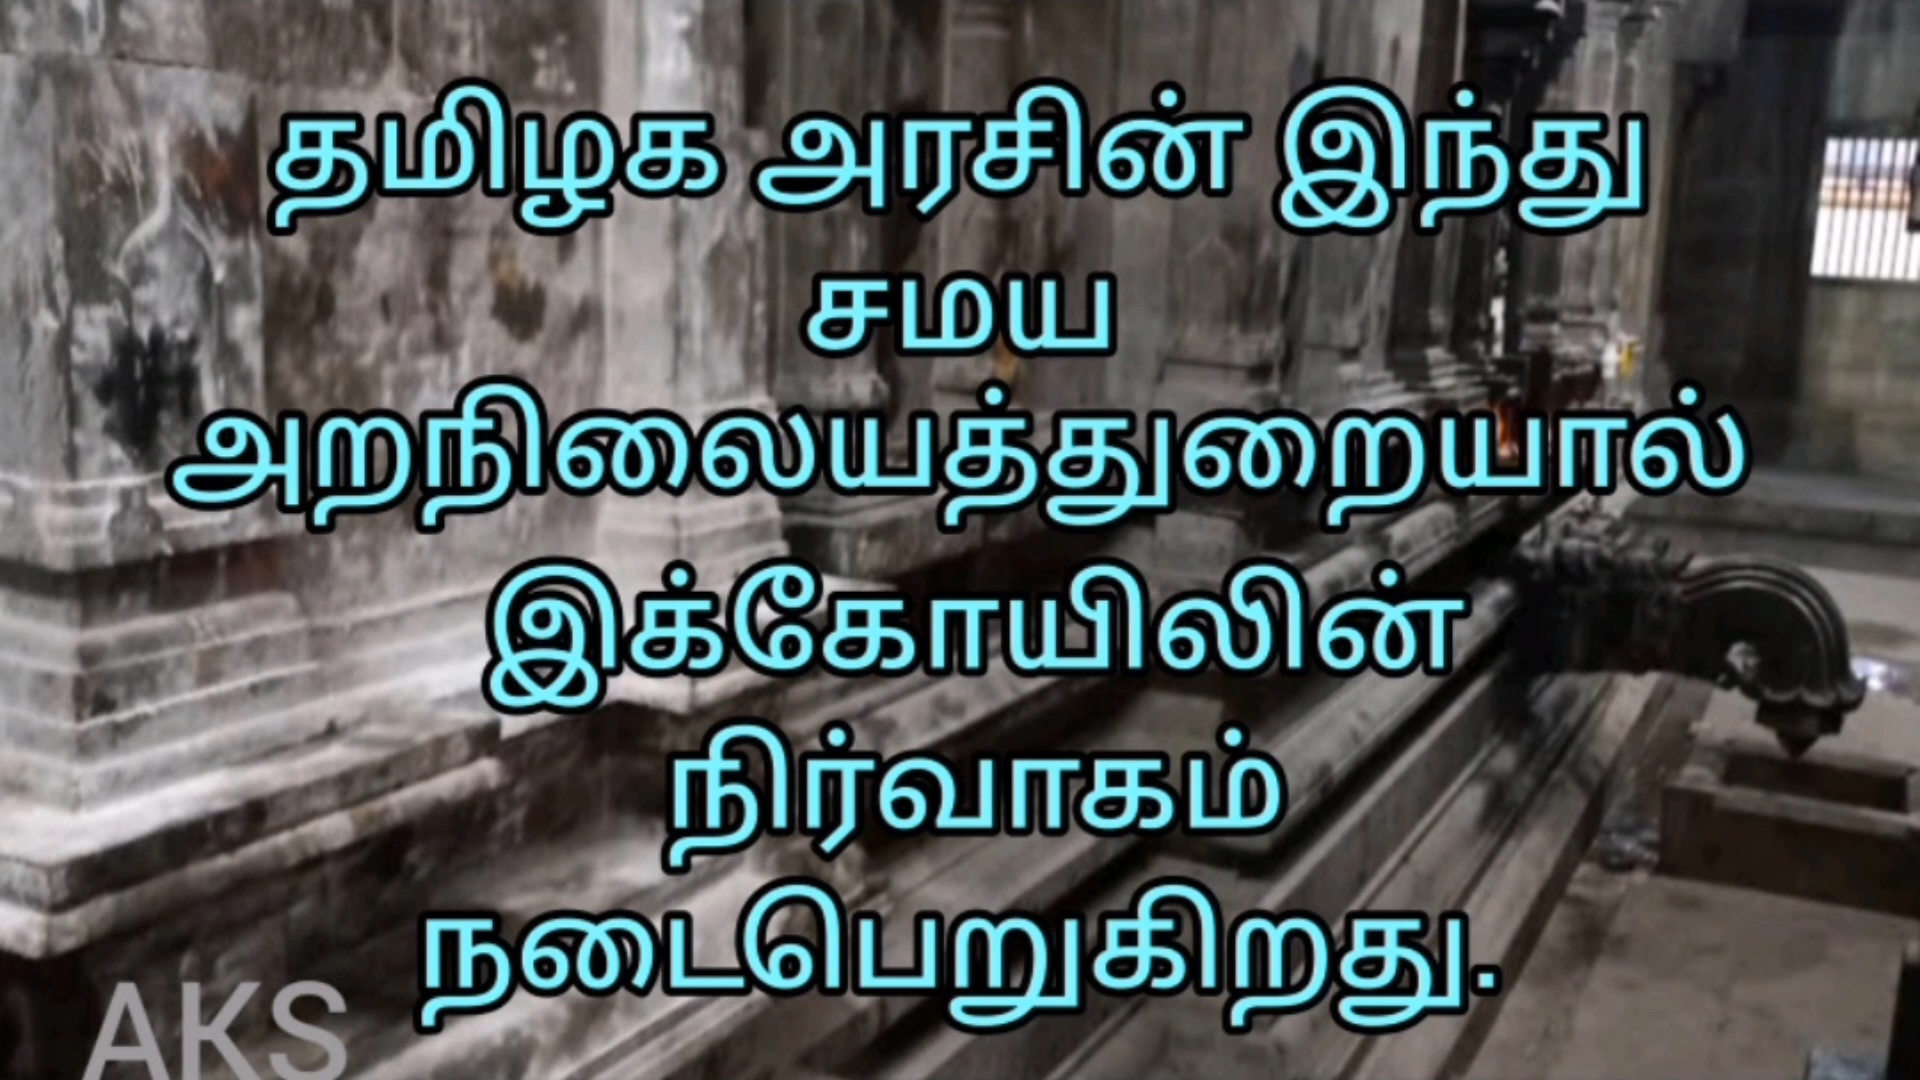 தமிழக அரசின் இந்து
சமய
அறநிலையத்துறையால்
இக்கோயிலின்
நிர்வாகம்
நடைபெறுகிறது.
AKS